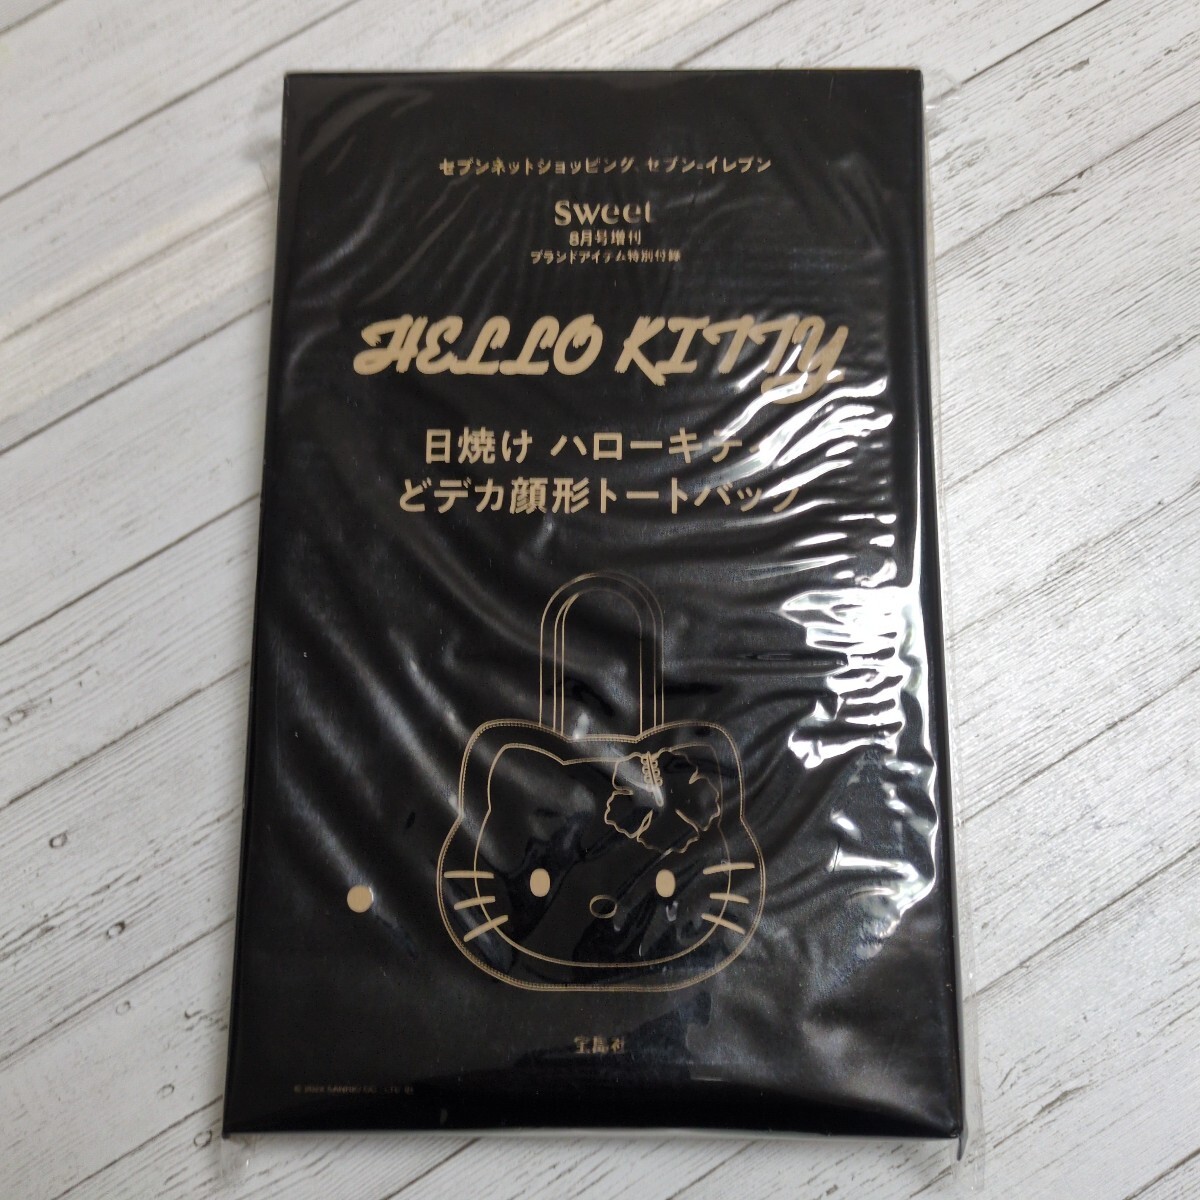 セブンネットショッピング、セブン-イレブン
sweet
8月号増刊
ブランドアイテム特別付録
HELLO KITTY
日焼け ハローキティ
どデカ顔形トートバッグ
宝島社